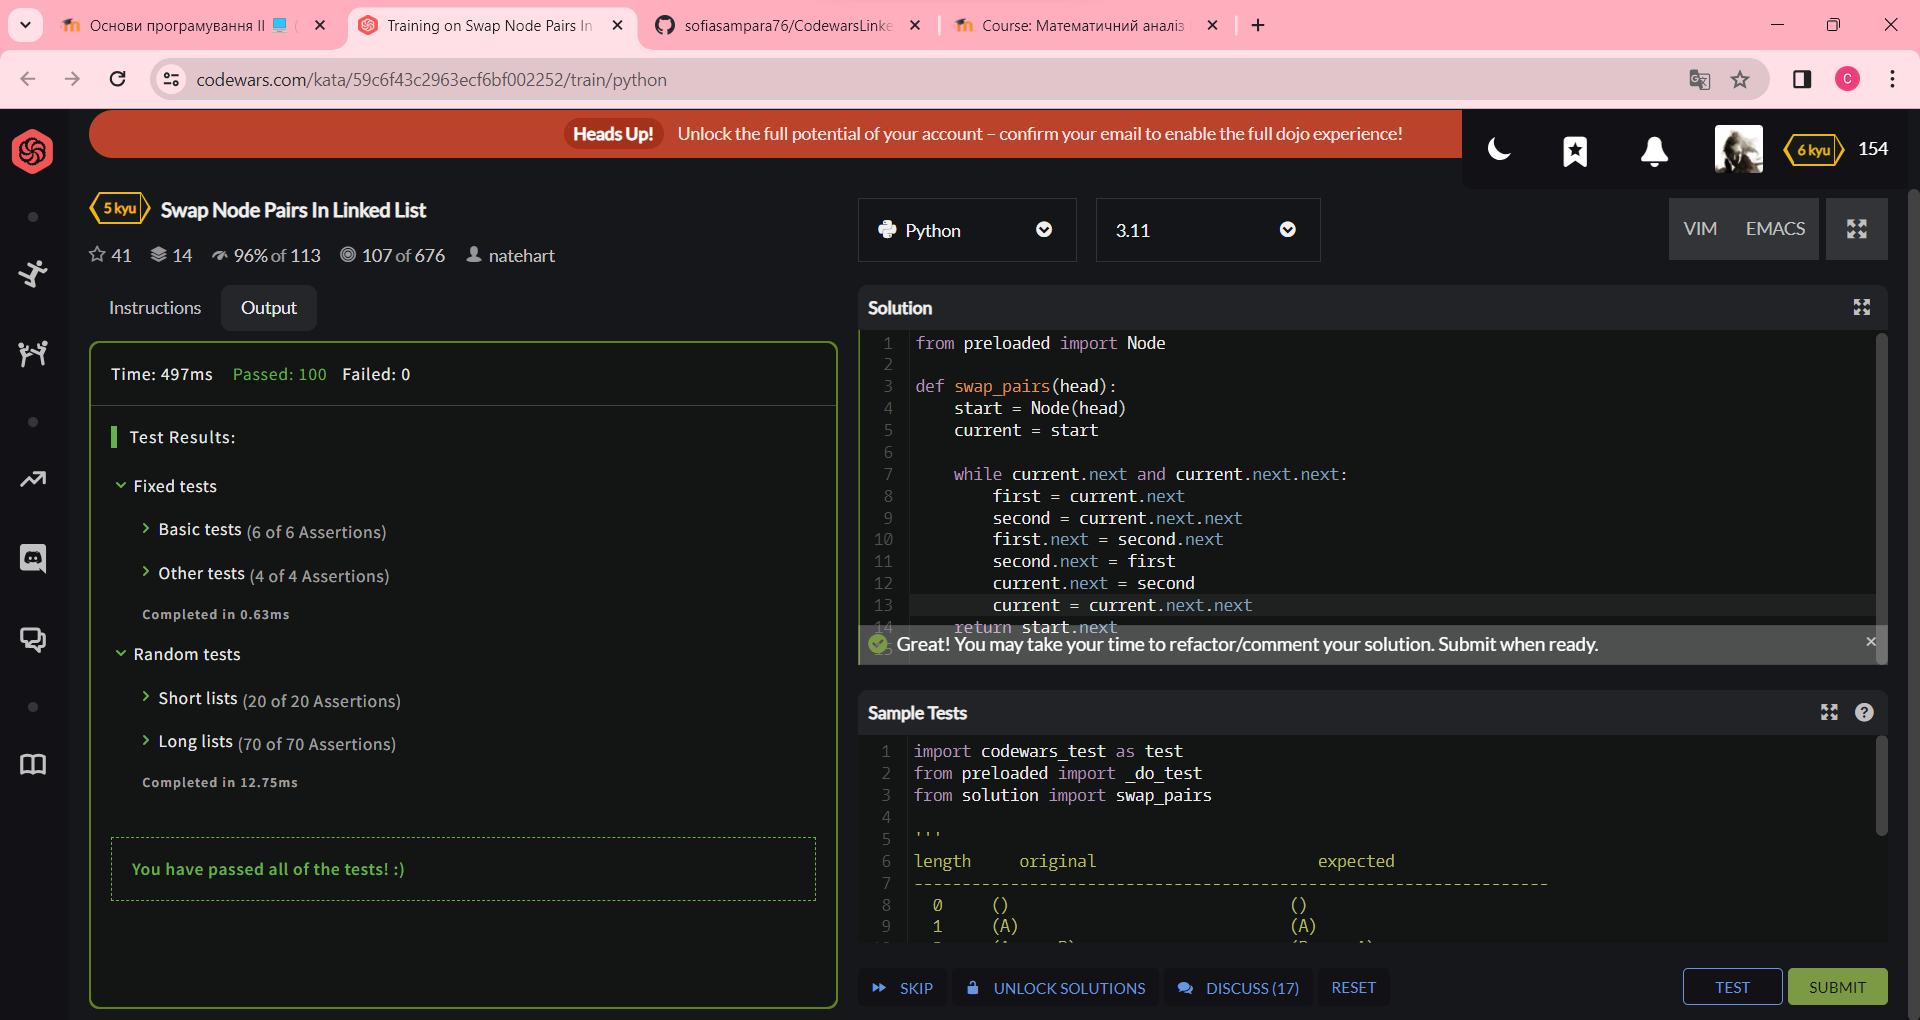 Основи програмування II 💻 (
Training on Swap Node Pairs In
sofiasampara76/CodewarsLinke
Course: Математичний аналіз
codewars.com/kata/59c6f43c2963ecf6bf002252/train/python
C
Heads Up! Unlock the full potential of your account – confirm your email to enable the full dojo experience!
6 kyu 154
5 kyu Swap Node Pairs In Linked List
41 14 96% of 113 107 of 676 natehart
Python 3.11 VIM EMACS
Instructions Output
Time: 497ms Passed: 100 Failed: 0
Test Results:
Fixed tests
Basic tests (6 of 6 Assertions)
Other tests (4 of 4 Assertions)
Completed in 0.63ms
Random tests
Short lists (20 of 20 Assertions)
Long lists (70 of 70 Assertions)
Completed in 12.75ms
You have passed all of the tests! :)
Solution
1 from preloaded import Node
2
3 def swap_pairs(head):
4 start = Node(head)
5 current = start
6
7 while current.next and current.next.next:
8 first = current.next
9 second = current.next.next
10 first.next = second.next
11 second.next = first
12 current.next = second
13 current = current.next.next
14 return start.next
Great! You may take your time to refactor/comment your solution. Submit when ready.
Sample Tests
1 import codewars_test as test
2 from preloaded import _do_test
3 from solution import swap_pairs
4
5 '''
6 length original expected
7 ------------------------------------------------------------------
8 0 () ()
9 1 (A) (A)
SKIP UNLOCK SOLUTIONS DISCUSS (17) RESET TEST SUBMIT